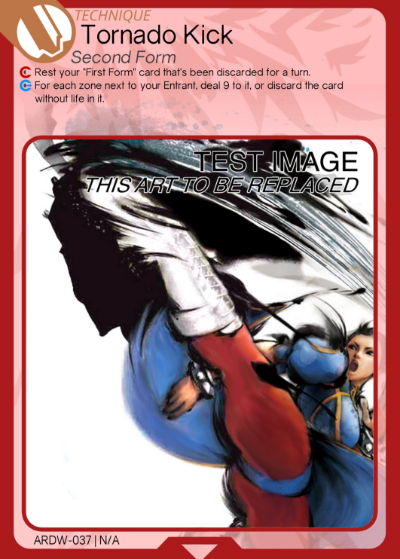 TECHNIQUE
Tornado Kick
Second Form
C Rest your "First Form" card that's been discarded for a turn.
C For each zone next to your Entrant, deal 9 to it, or discard the card
without life in it.
TEST IMAGE
THIS ART TO BE REPLACED
ARDW-037 | N/A